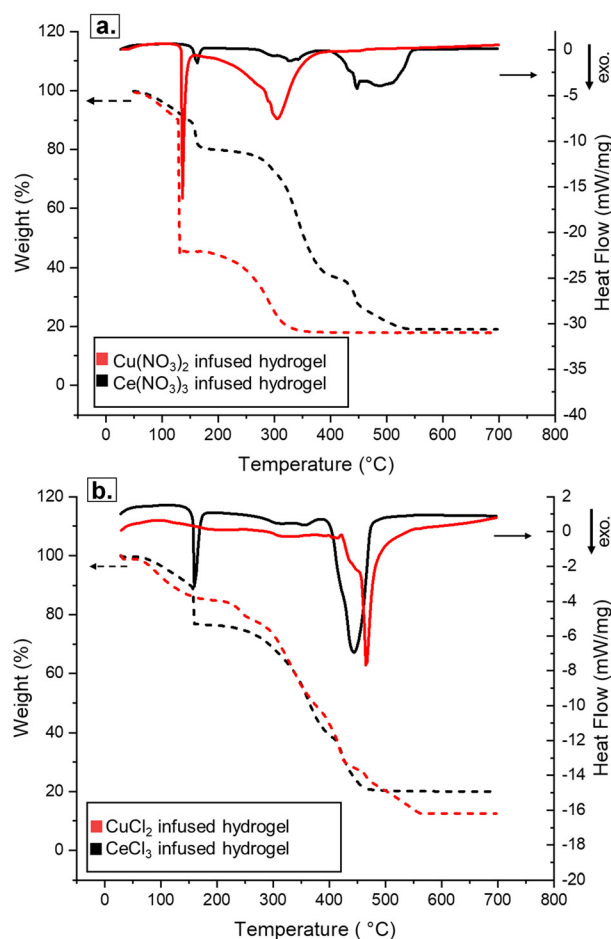 a.
120
100
80
60
40
20
0
Weight (%)
0
-5
-10
-15
-20
-25
-30
-35
-40
Heat Flow (mW/mg)
exo.
Cu(NO3)2 infused hydrogel
Ce(NO3)3 infused hydrogel
0 100 200 300 400 500 600 700 800
Temperature (°C)
b.
120
100
80
60
40
20
0
Weight (%)
2
0
-2
-4
-6
-8
-10
-12
-14
-16
-18
-20
Heat Flow (mW/mg)
exo.
CuCl2 infused hydrogel
CeCl3 infused hydrogel
0 100 200 300 400 500 600 700 800
Temperature ( °C)